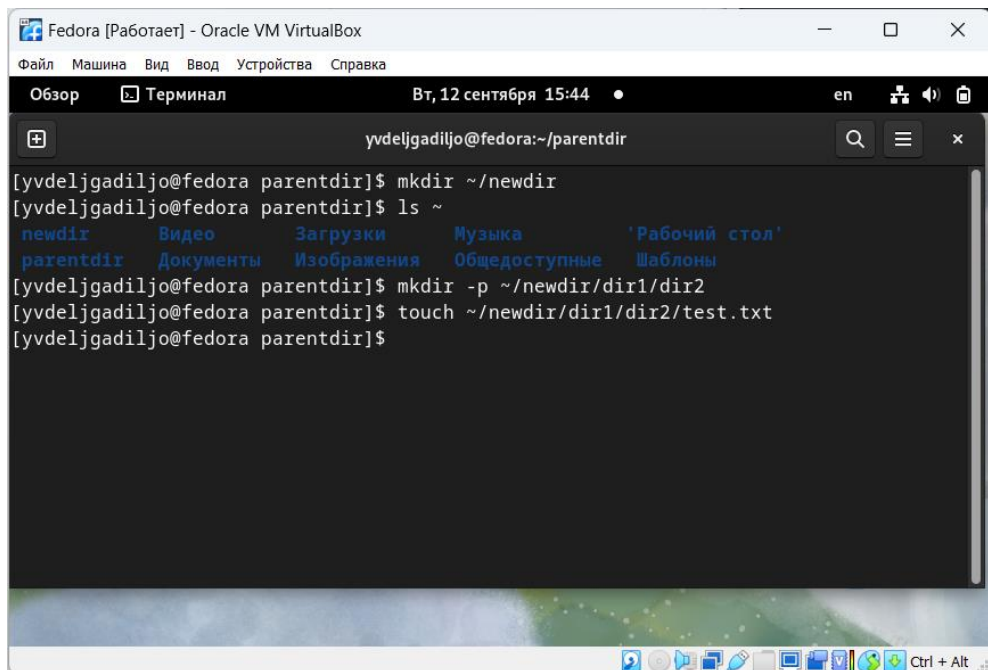 Fedora [Работает] - Oracle VM VirtualBox
Файл Машина Вид Ввод Устройства Справка
Обзор Терминал Вт, 12 сентября 15:44 en
yvdeljgadiljo@fedora:~/parentdir
[yvdeljgadiljo@fedora parentdir]$ mkdir ~/newdir
[yvdeljgadiljo@fedora parentdir]$ ls ~
newdir Видео Загрузки Музыка 'Рабочий стол'
parentdir Документы Изображения Общедоступные Шаблоны
[yvdeljgadiljo@fedora parentdir]$ mkdir -p ~/newdir/dir1/dir2
[yvdeljgadiljo@fedora parentdir]$ touch ~/newdir/dir1/dir2/test.txt
[yvdeljgadiljo@fedora parentdir]$
Ctrl + Alt